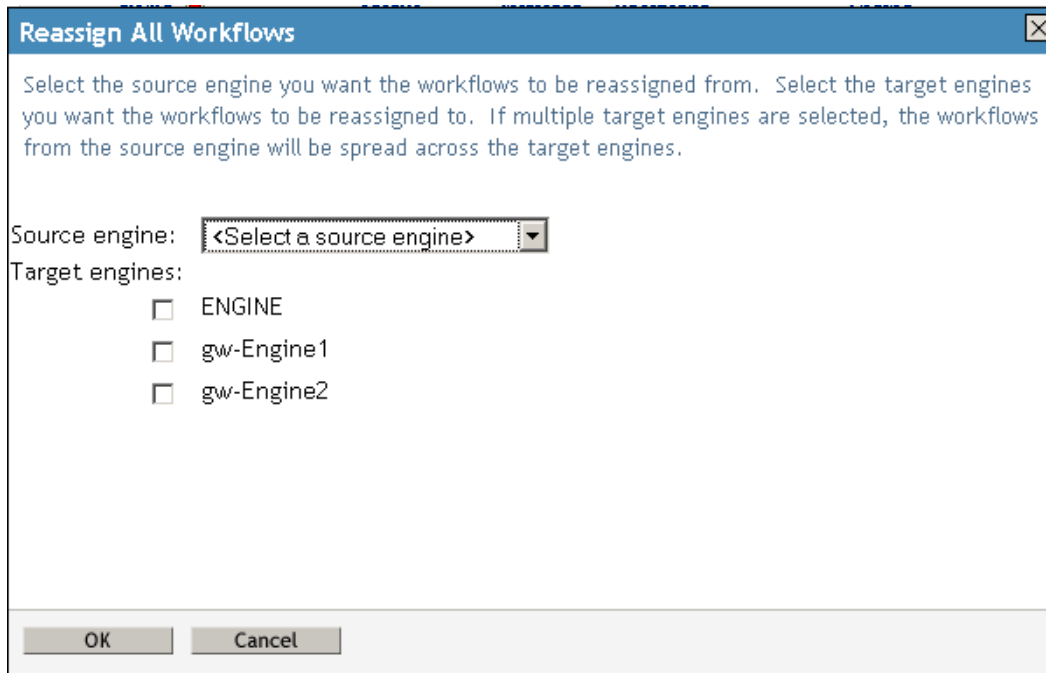 Reassign All Workflows
Select the source engine you want the workflows to be reassigned from. Select the target engines
you want the workflows to be reassigned to. If multiple target engines are selected, the workflows
from the source engine will be spread across the target engines.
Source engine: <Select a source engine>
Target engines:
ENGINE
gw-Engine1
gw-Engine2
OK Cancel